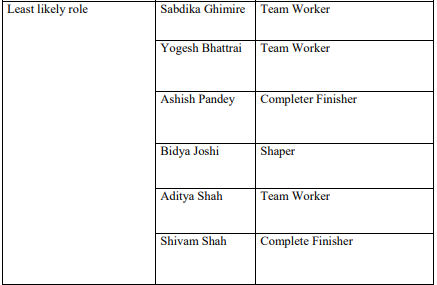 Least likely role Sabdika Ghimire Team Worker
Yogesh Bhattrai Team Worker
Ashish Pandey Completer Finisher
Bidya Joshi Shaper
Aditya Shah Team Worker
Shivam Shah Complete Finisher